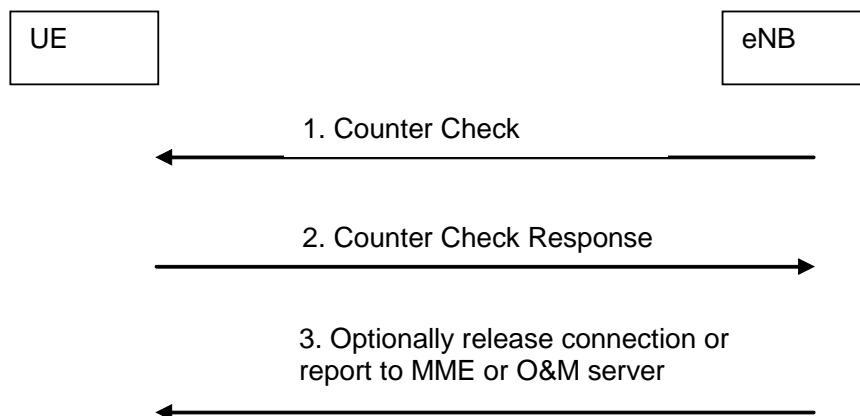 UE
eNB
1. Counter Check
2. Counter Check Response
3. Optionally release connection or
report to MME or O&M server